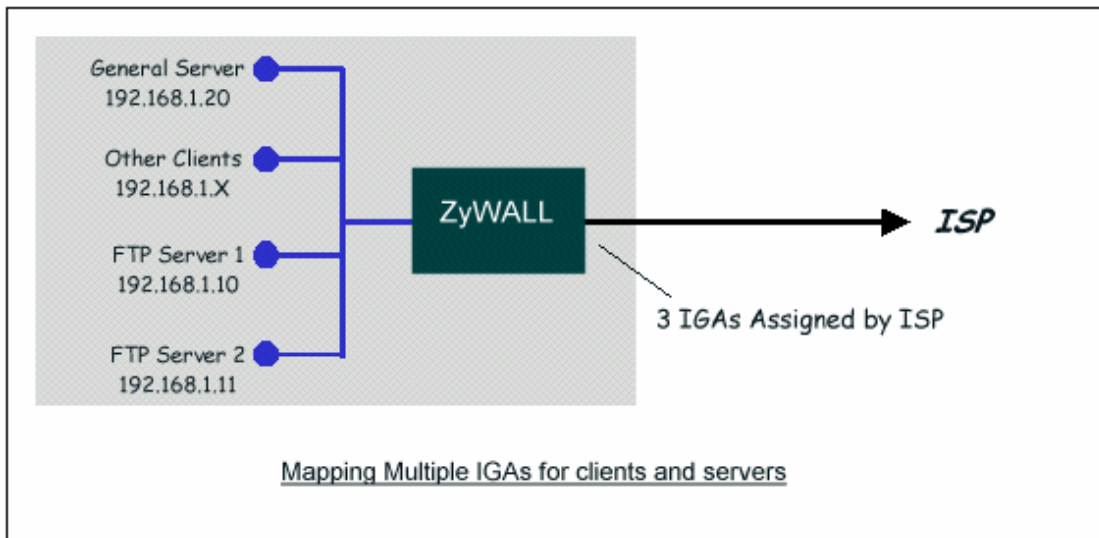 General Server
192.168.1.20
Other Clients
192.168.1.X
FTP Server 1
192.168.1.10
FTP Server 2
192.168.1.11
ZyWALL
ISP
3 IGAs Assigned by ISP
Mapping Multiple IGAs for clients and servers